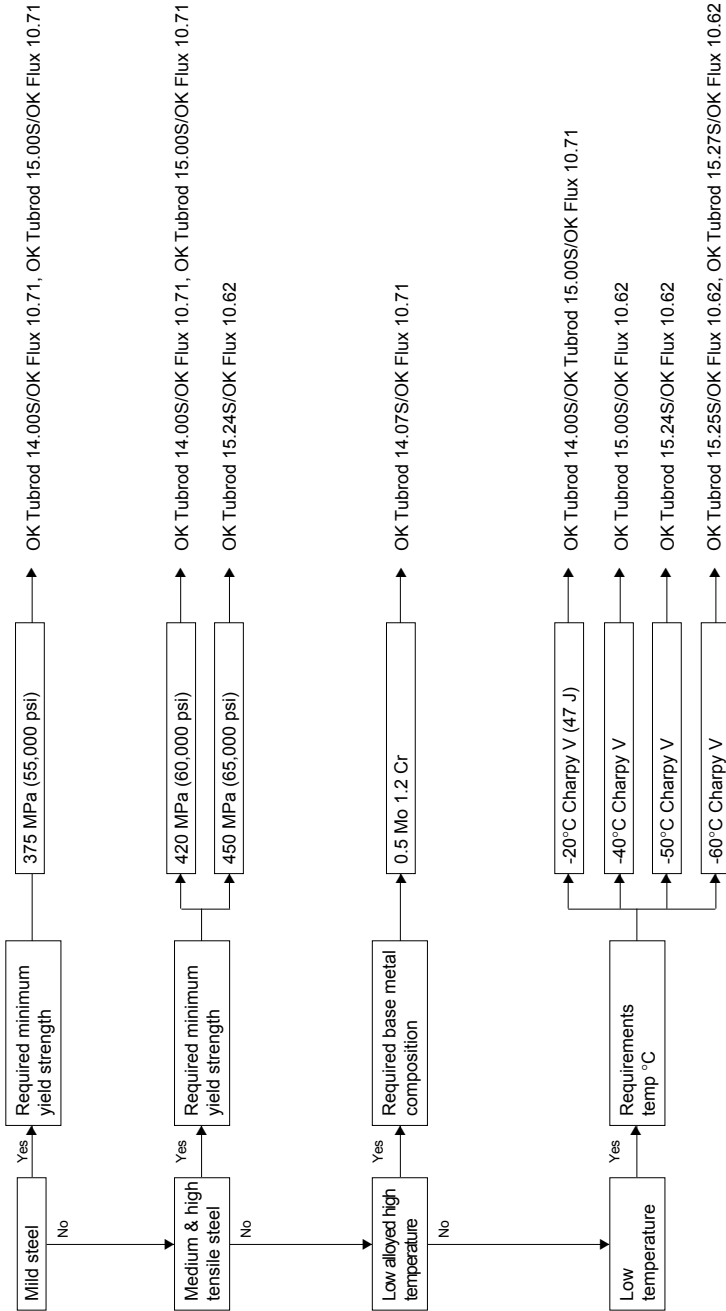 Mild steel
Yes
Required minimum
yield strength
375 MPa (55,000 psi)
OK Tubrod 14.00S/OK Flux 10.71, OK Tubrod 15.00S/OK Flux 10.71
No
Medium & high
tensile steel
Yes
Required minimum
yield strength
420 MPa (60,000 psi)
OK Tubrod 14.00S/OK Flux 10.71, OK Tubrod 15.00S/OK Flux 10.71
450 MPa (65,000 psi)
OK Tubrod 15.24S/OK Flux 10.62
No
Low alloyed high
temperature
Yes
Required base metal
composition
0.5 Mo 1.2 Cr
OK Tubrod 14.07S/OK Flux 10.71
No
Low
temperature
Yes
Requirements
temp °C
-20°C Charpy V (47 J)
OK Tubrod 14.00S/OK Tubrod 15.00S/OK Flux 10.71
-40°C Charpy V
OK Tubrod 15.00S/OK Flux 10.62
-50°C Charpy V
OK Tubrod 15.24S/OK Flux 10.62
-60°C Charpy V
OK Tubrod 15.25S/OK Flux 10.62, OK Tubrod 15.27S/OK Flux 10.62